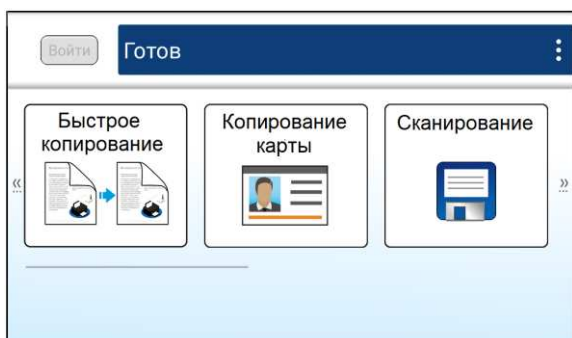 Войти
Готов
Быстрое
копирование
Копирование
карты
Сканирование
«
»